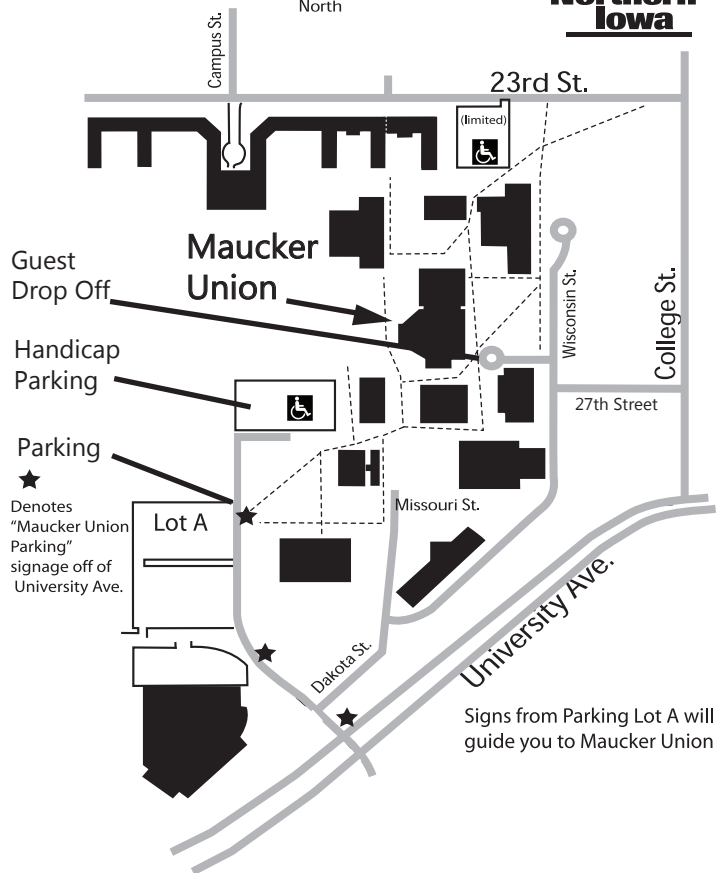 North
Northern
Iowa
Campus St.
23rd St.
(limited)
Maucker
Union
Guest
Drop Off
Wisconsin St.
College St.
Handicap
Parking
27th Street
Parking
Denotes
"Maucker Union
Parking"
signage off of
University Ave.
Lot A
Missouri St.
University Ave.
Dakota St.
Signs from Parking Lot A will
guide you to Maucker Union